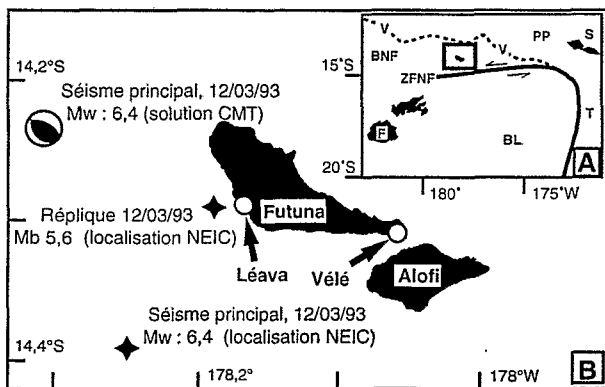 14,2°S
Séisme principal, 12/03/93
Mw : 6,4 (solution CMT)
Réplique 12/03/93
Mb 5,6 (localisation NEIC)
Futuna
Léava
Vélé
Alofi
Séisme principal, 12/03/93
Mw : 6,4 (localisation NEIC)
14,4°S
178,2°
178°W
B
V
BNF
V
PP
S
15°S
ZFNF
F
BL
T
20°S
180°
175°W
A